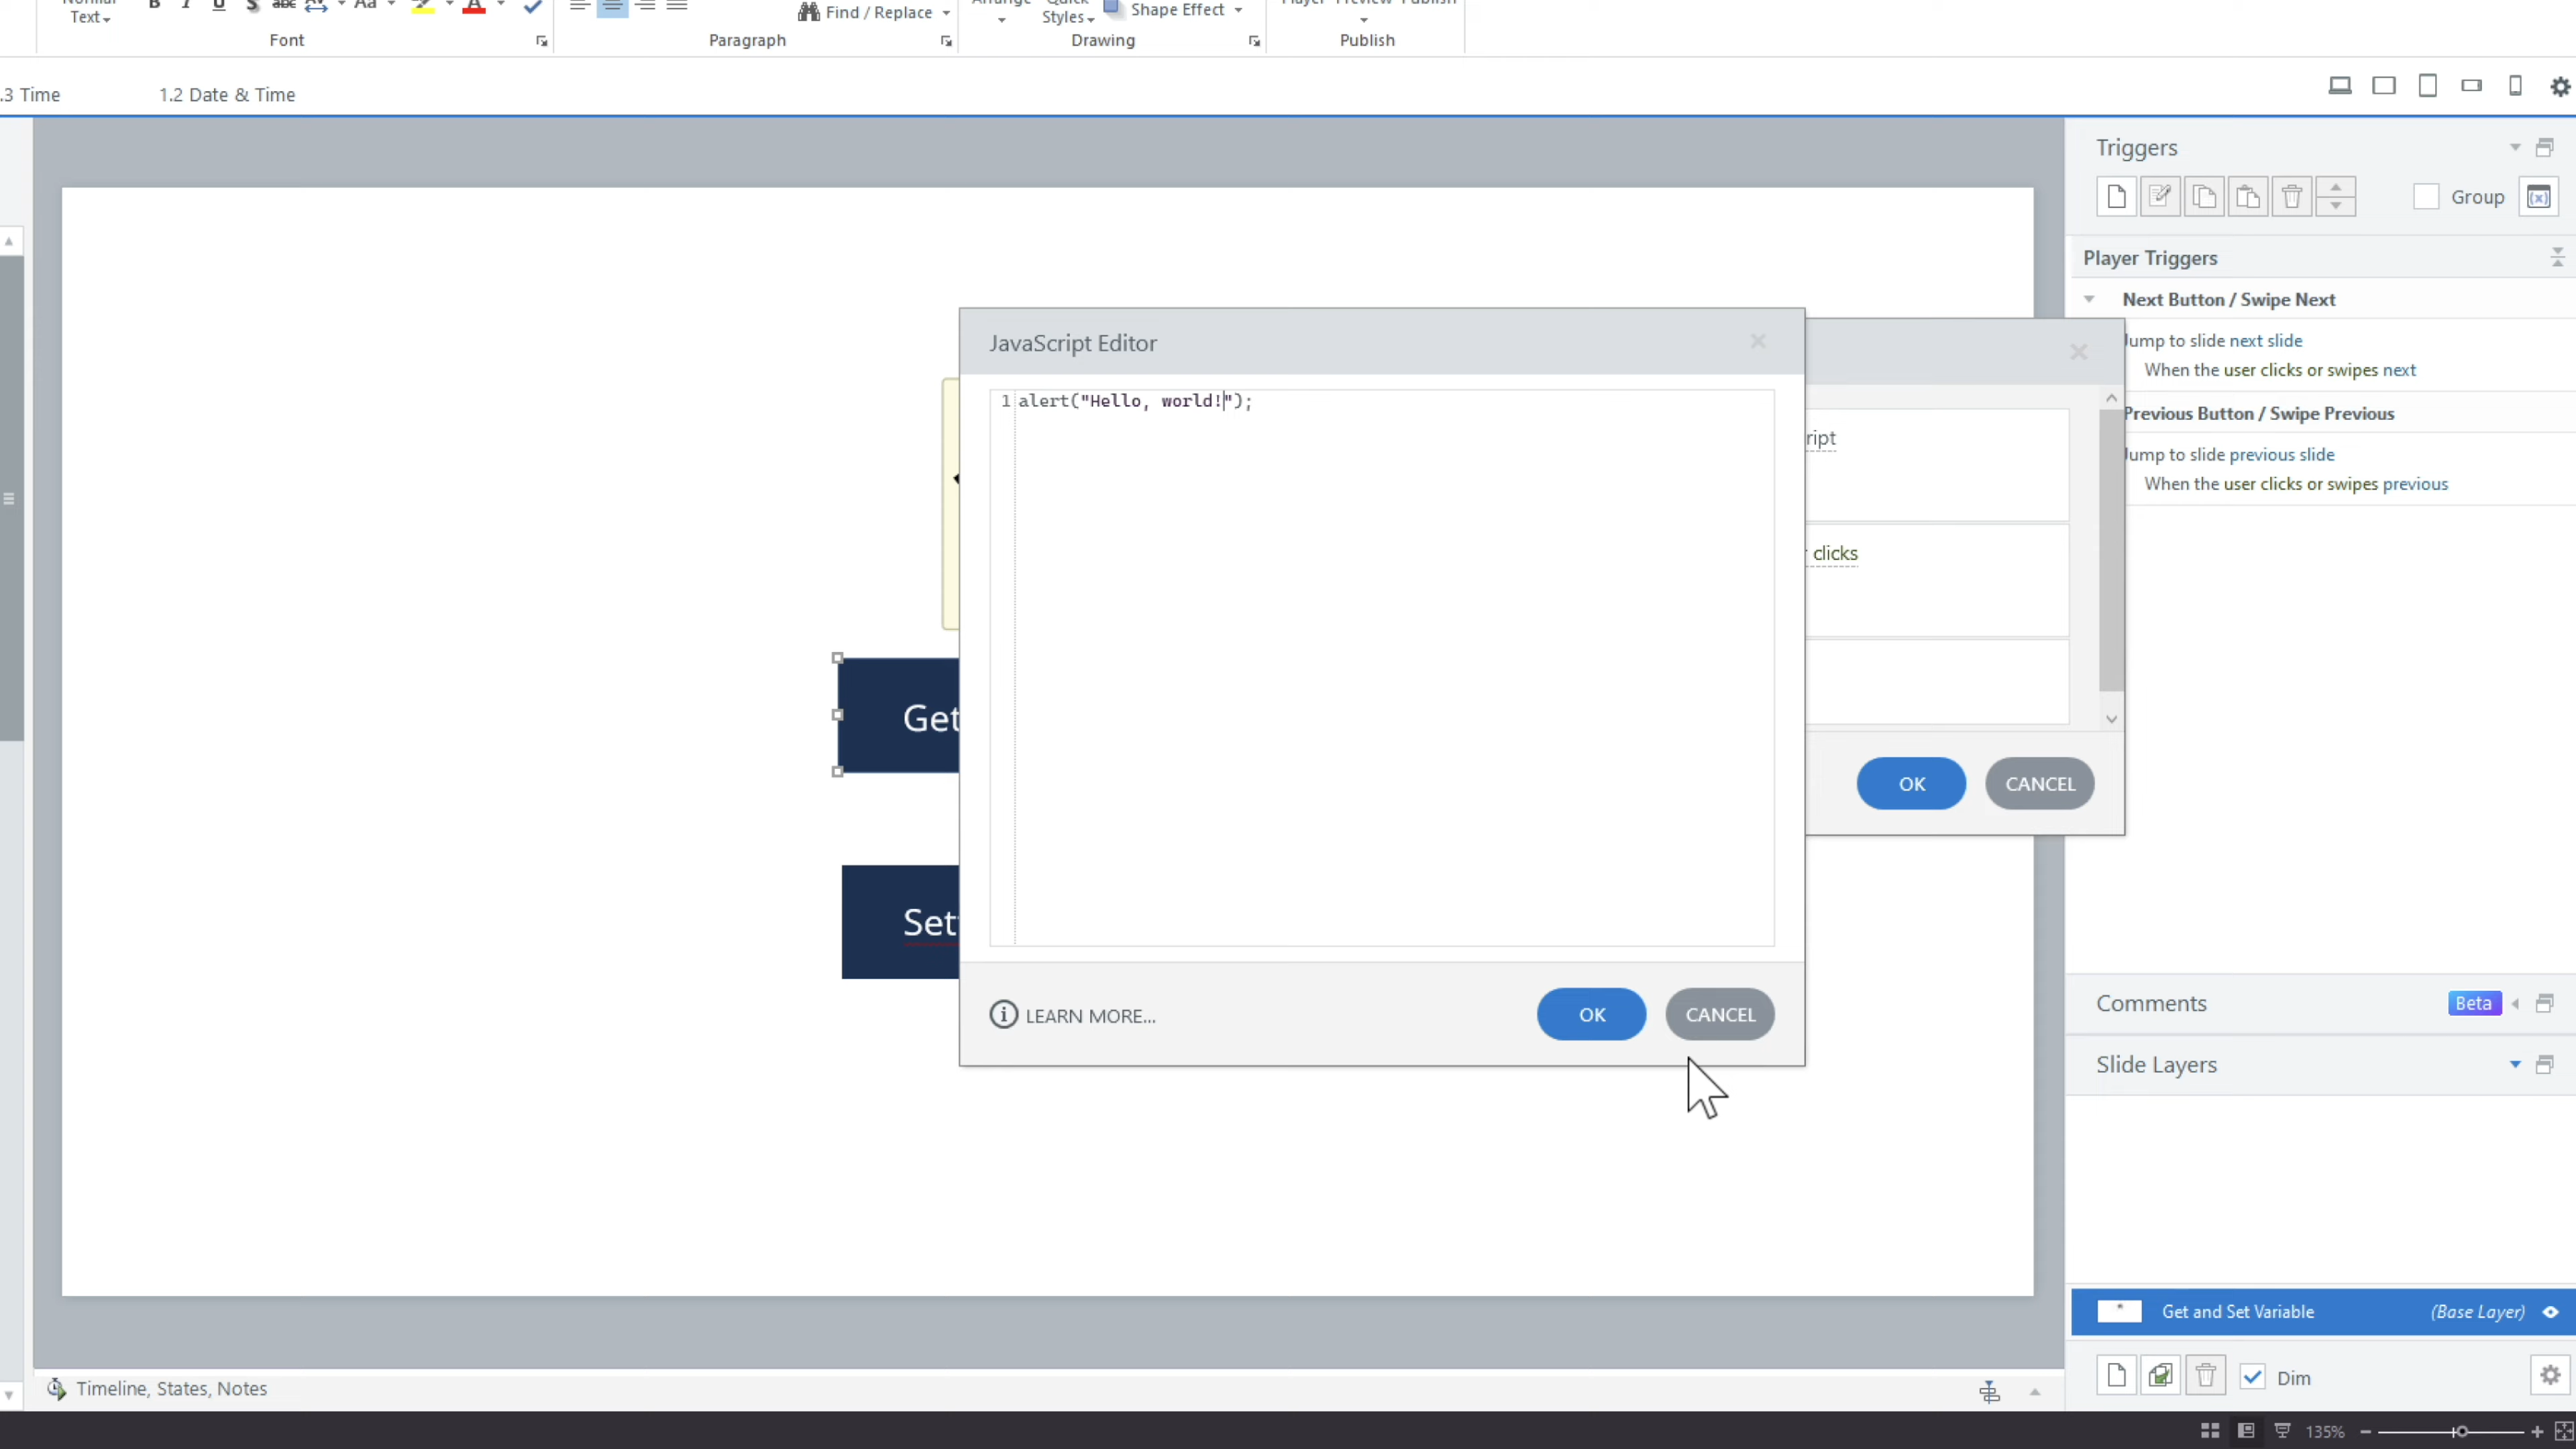 Text
abc
Aa
Find / Replace
Styles
Shape Effect
Font
Paragraph
Drawing
Publish
.3 Time
1.2 Date & Time
Triggers
Group
Player Triggers
Next Button / Swipe Next
Jump to slide next slide
When the user clicks or swipes next
Previous Button / Swipe Previous
Jump to slide previous slide
When the user clicks or swipes previous
JavaScript Editor
1 alert("Hello, world!");
ript
clicks
OK
CANCEL
Get
Set
LEARN MORE...
OK
CANCEL
Comments
Beta
Slide Layers
Get and Set Variable
(Base Layer)
Timeline, States, Notes
Dim
135%